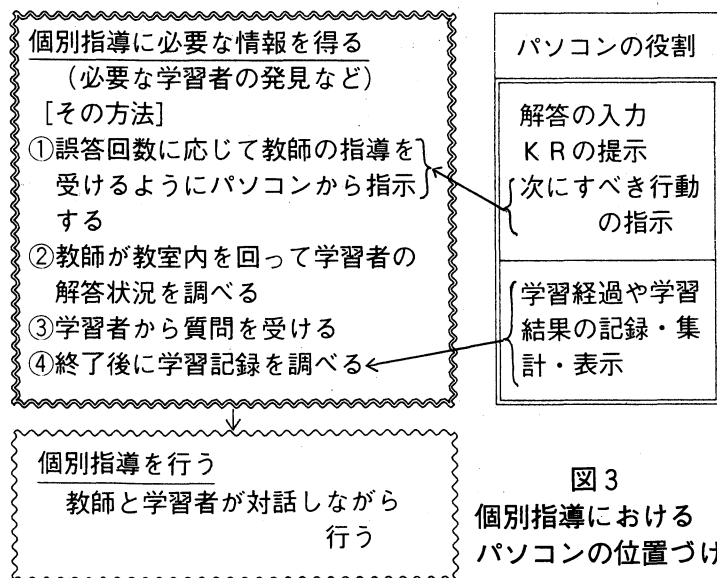 個別指導に必要な情報を得る
(必要な学習者の発見など)
[その方法]
①誤答回数に応じて教師の指導を
受けるようにパソコンから指示
する
②教師が教室内を回って学習者の
解答状況を調べる
③学習者から質問を受ける
④終了後に学習記録を調べる
個別指導を行う
教師と学習者が対話しながら
行う
パソコンの役割
解答の入力
KRの提示
次にすべき行動
の指示
学習経過や学習
結果の記録・集
計・表示
図3
個別指導における
パソコンの位置づけ